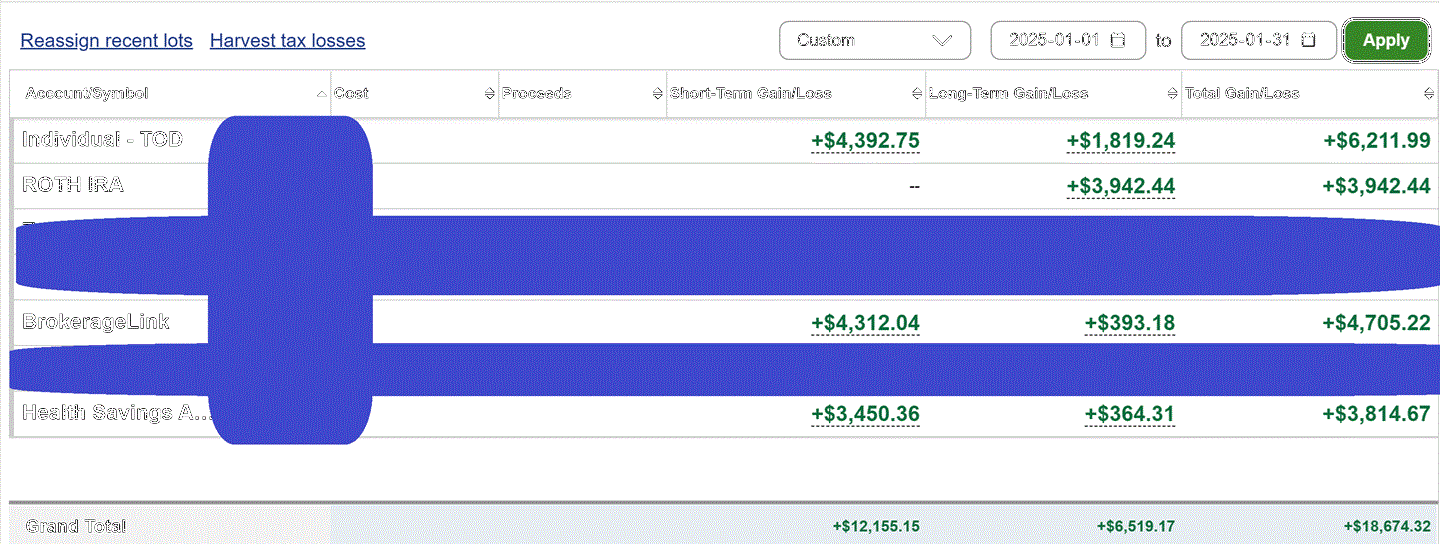 Reassign recent lots Harvest tax losses Custom 2025-01-01 to 2025-01-31 Apply
Account/Symbol Cost Proceeds Short-Term Gain/Loss Long-Term Gain/Loss Total Gain/Loss
Individual - TOD +$4,392.75 +$1,819.24 +$6,211.99
ROTH IRA -- +$3,942.44 +$3,942.44
BrokerageLink +$4,312.04 +$393.18 +$4,705.22
Health Savings A... +$3,450.36 +$364.31 +$3,814.67
Grand Total +$12,155.15 +$6,519.17 +$18,674.32